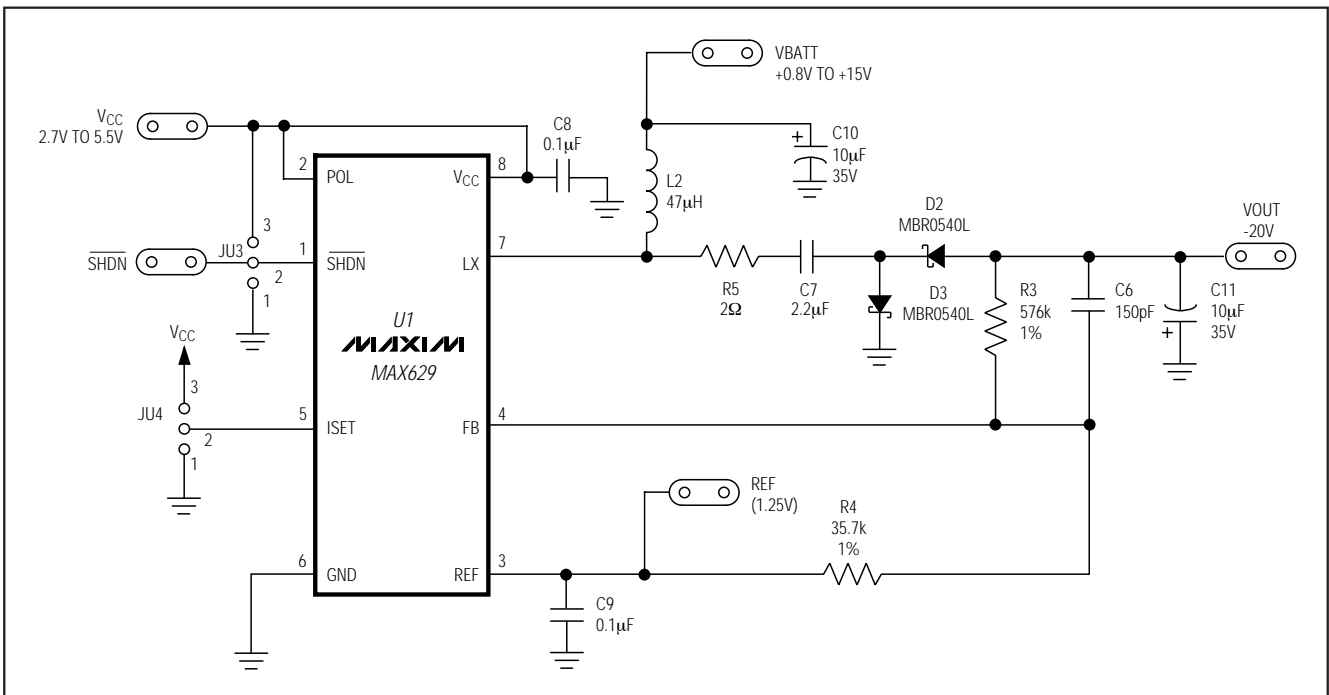 VBATT
+0.8V TO +15V
VCC
2.7V TO 5.5V
C8
0.1µF
C10
+
10µF
35V
2
POL
8
VCC
L2
47µH
D2
MBR0540L
VOUT
-20V
3
JU3
SHDN
1
SHDN
2
1
7
LX
R5
2Ω
C7
2.2µF
D3
MBR0540L
R3
576k
1%
C6
150pF
C11
10µF
+
35V
U1
MAXIM
MAX629
VCC
3
JU4
2
1
5
ISET
4
FB
REF
(1.25V)
R4
35.7k
1%
6
GND
3
REF
C9
0.1µF